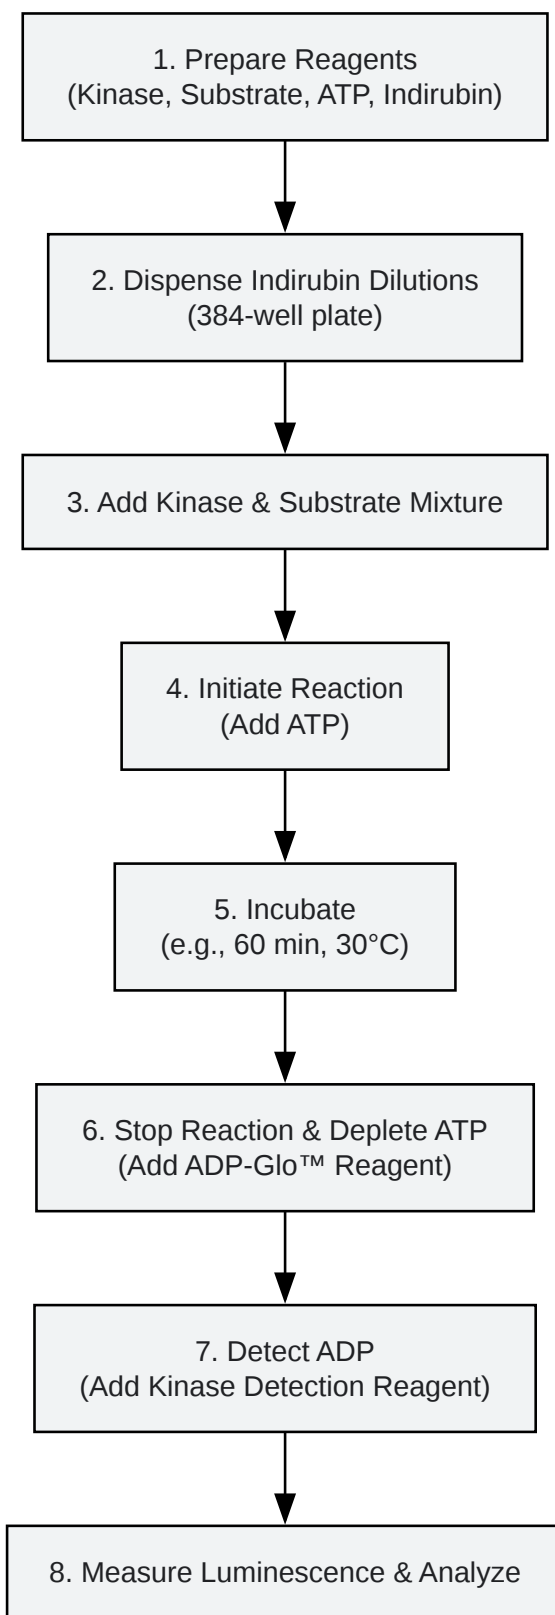 1. Prepare Reagents
(Kinase, Substrate, ATP, Indirubin)
2. Dispense Indirubin Dilutions
(384-well plate)
3. Add Kinase & Substrate Mixture
4. Initiate Reaction
(Add ATP)
5. Incubate
(e.g., 60 min, 30°C)
6. Stop Reaction & Deplete ATP
(Add ADP-Glo™ Reagent)
7. Detect ADP
(Add Kinase Detection Reagent)
8. Measure Luminescence & Analyze